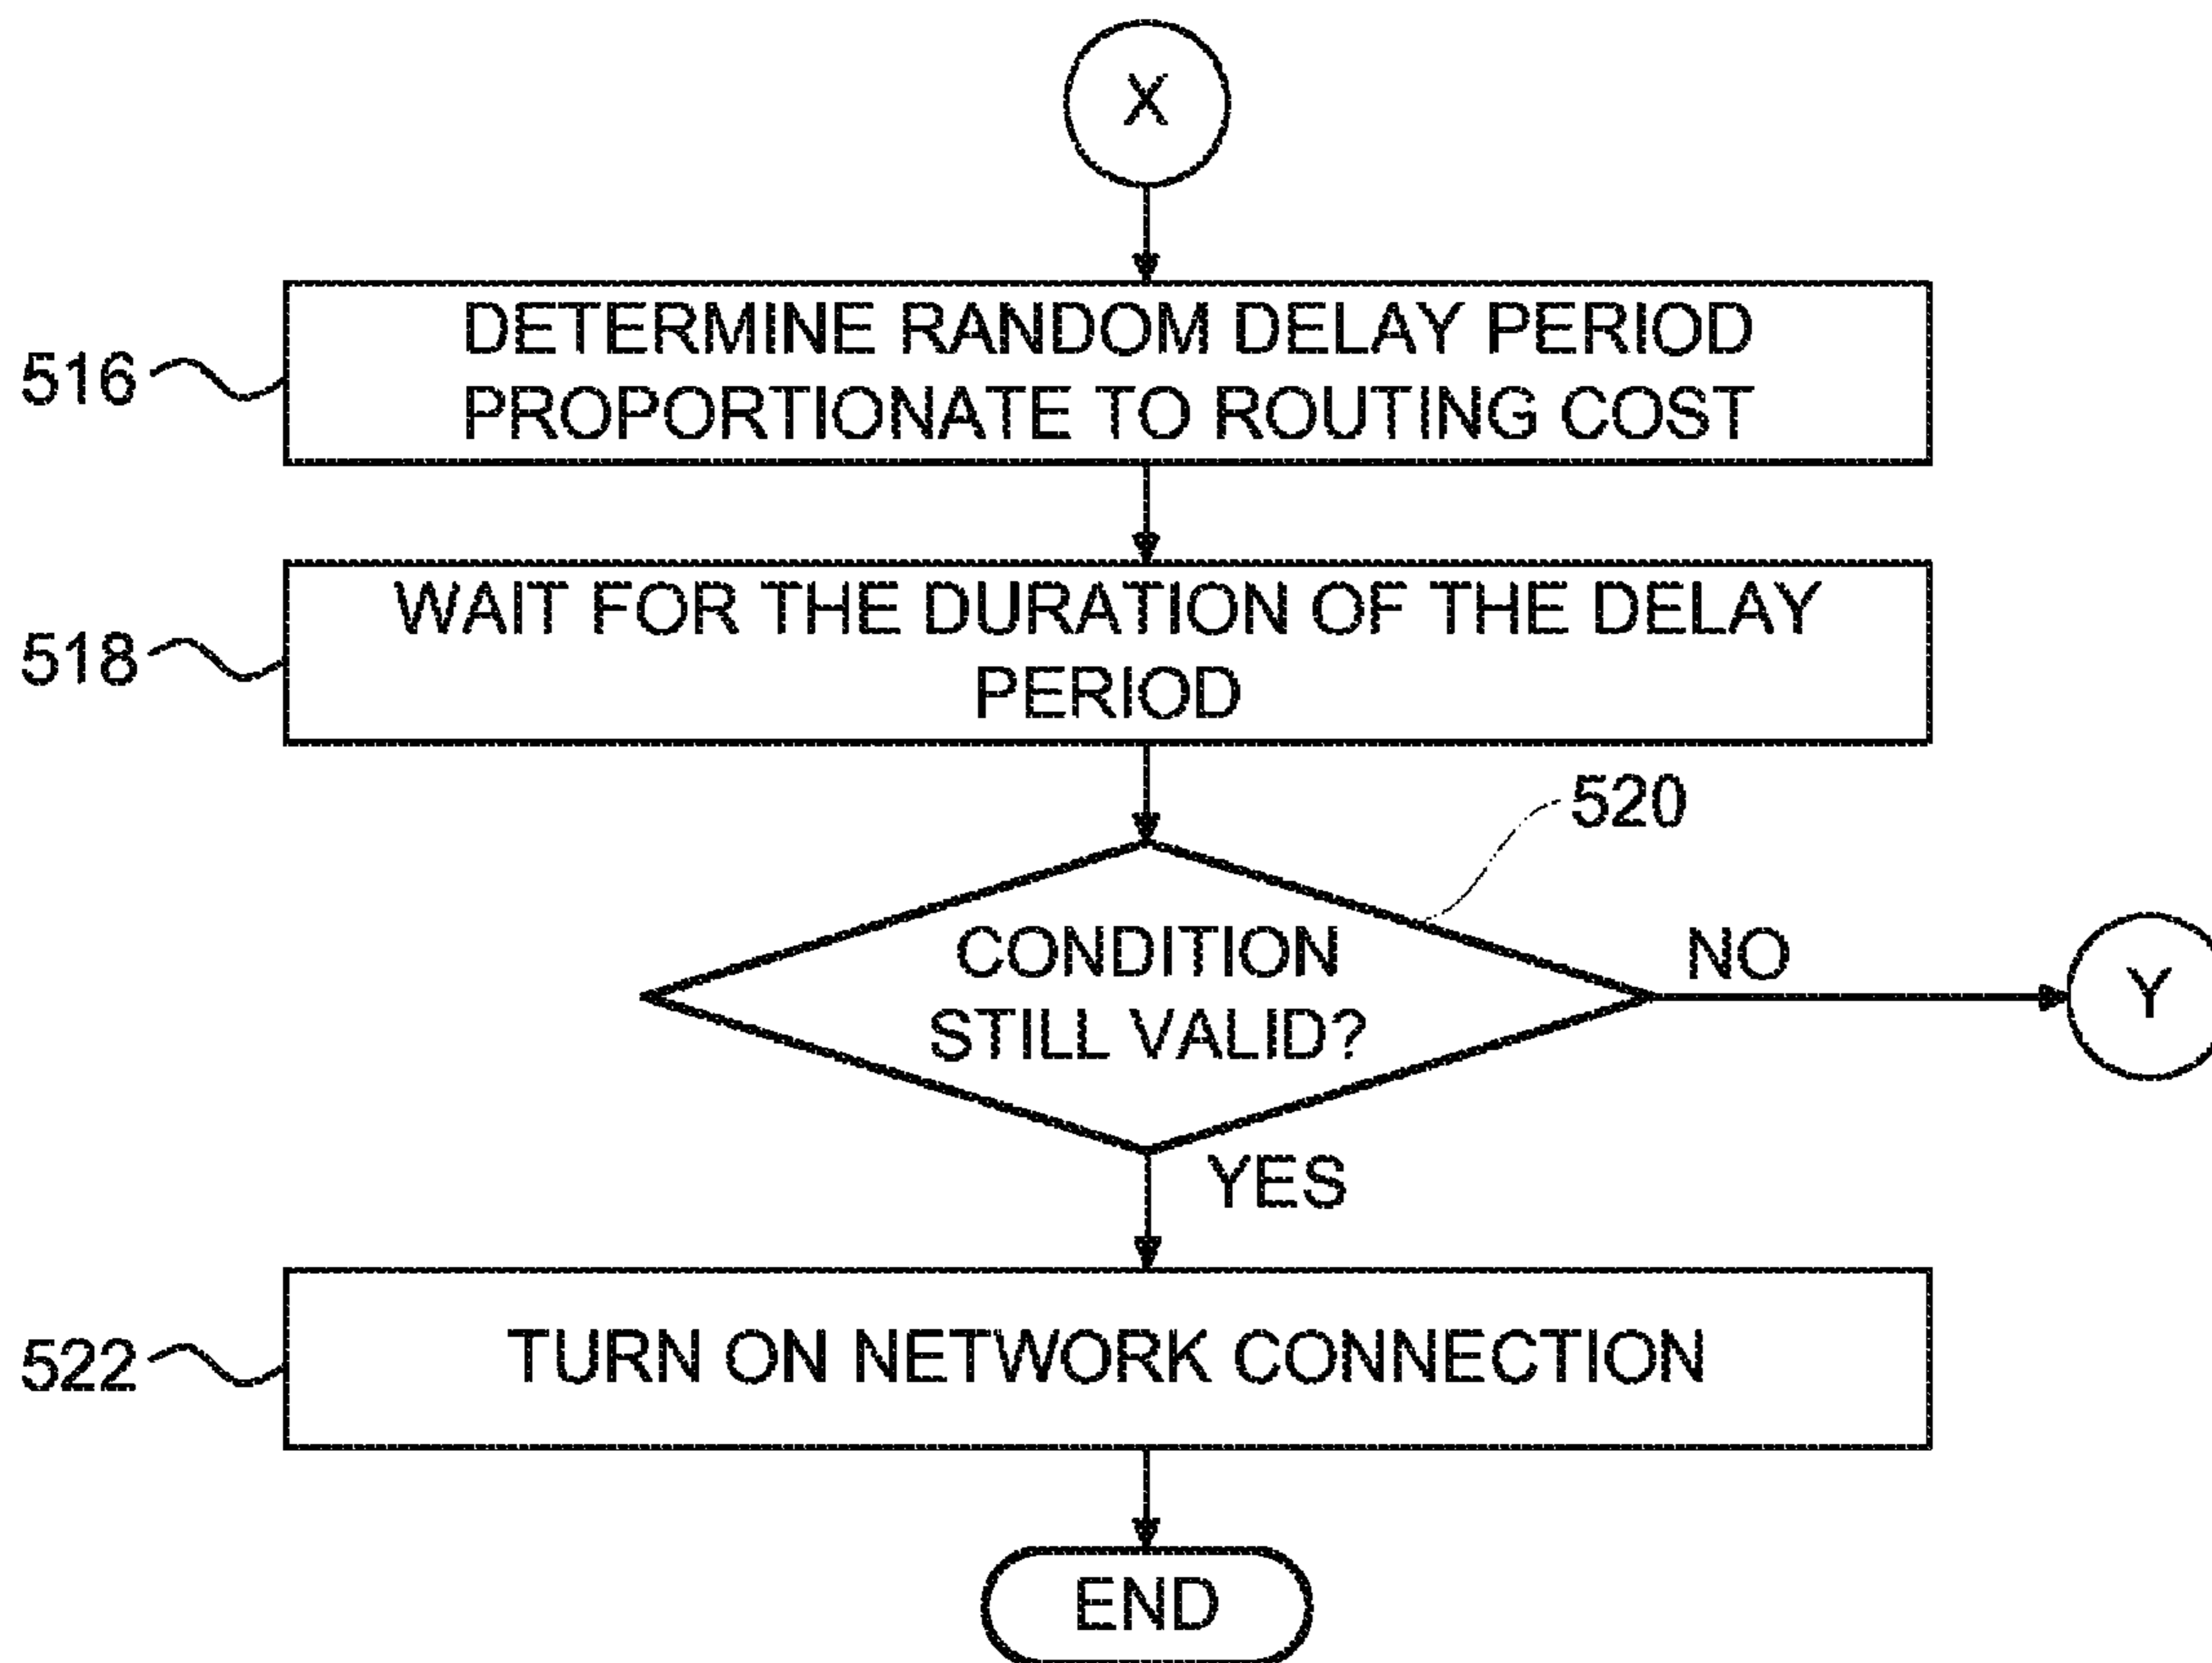 X
DETERMINE RANDOM DELAY PERIOD
PROPORTIONATE TO ROUTING COST
516
WAIT FOR THE DURATION OF THE DELAY
PERIOD
518
520
CONDITION
STILL VALID?
NO
Y
YES
TURN ON NETWORK CONNECTION
522
END